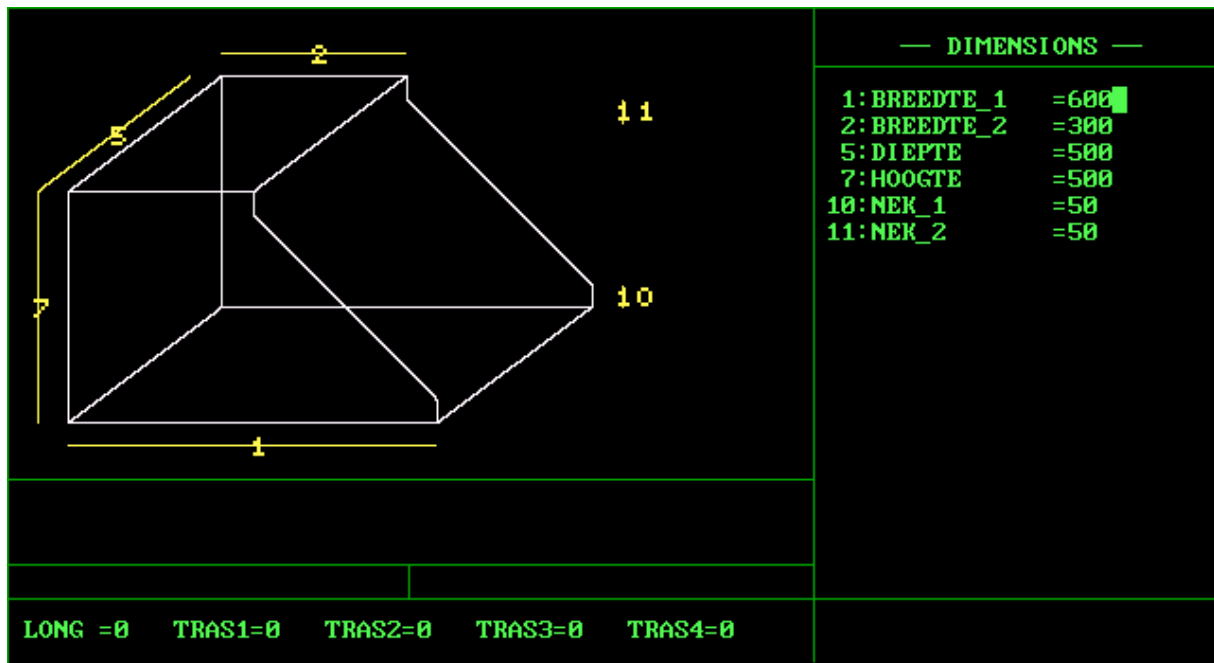 2
5
11
7
10
1
— DIMENSIONS —
1:BREEDTE_1 =600
2:BREEDTE_2 =300
5:DIEPTE =500
7:HOOGTE =500
10:NEK_1 =50
11:NEK_2 =50
LONG =0 TRAS1=0 TRAS2=0 TRAS3=0 TRAS4=0